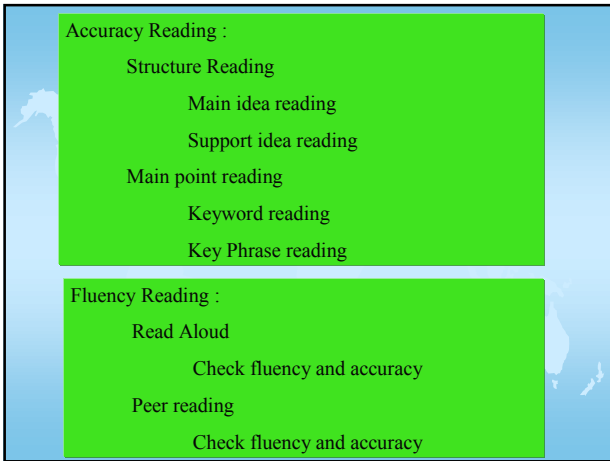 Accuracy Reading :
Structure Reading
Main idea reading
Support idea reading
Main point reading
Keyword reading
Key Phrase reading
Fluency Reading :
Read Aloud
Check fluency and accuracy
Peer reading
Check fluency and accuracy